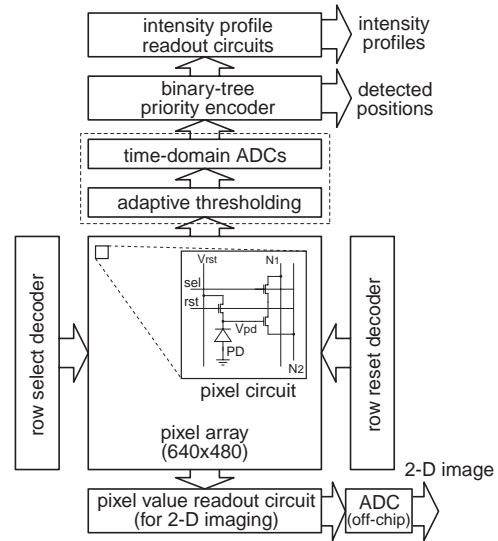 intensity profile
readout circuits
intensity
profiles
binary-tree
priority encoder
detected
positions
time-domain ADCs
adaptive thresholding
row select decoder
Vrst
N1
sel
rst
Vpd
PD
N2
pixel circuit
pixel array
(640x480)
row reset decoder
pixel value readout circuit
(for 2-D imaging)
ADC
(off-chip)
2-D image